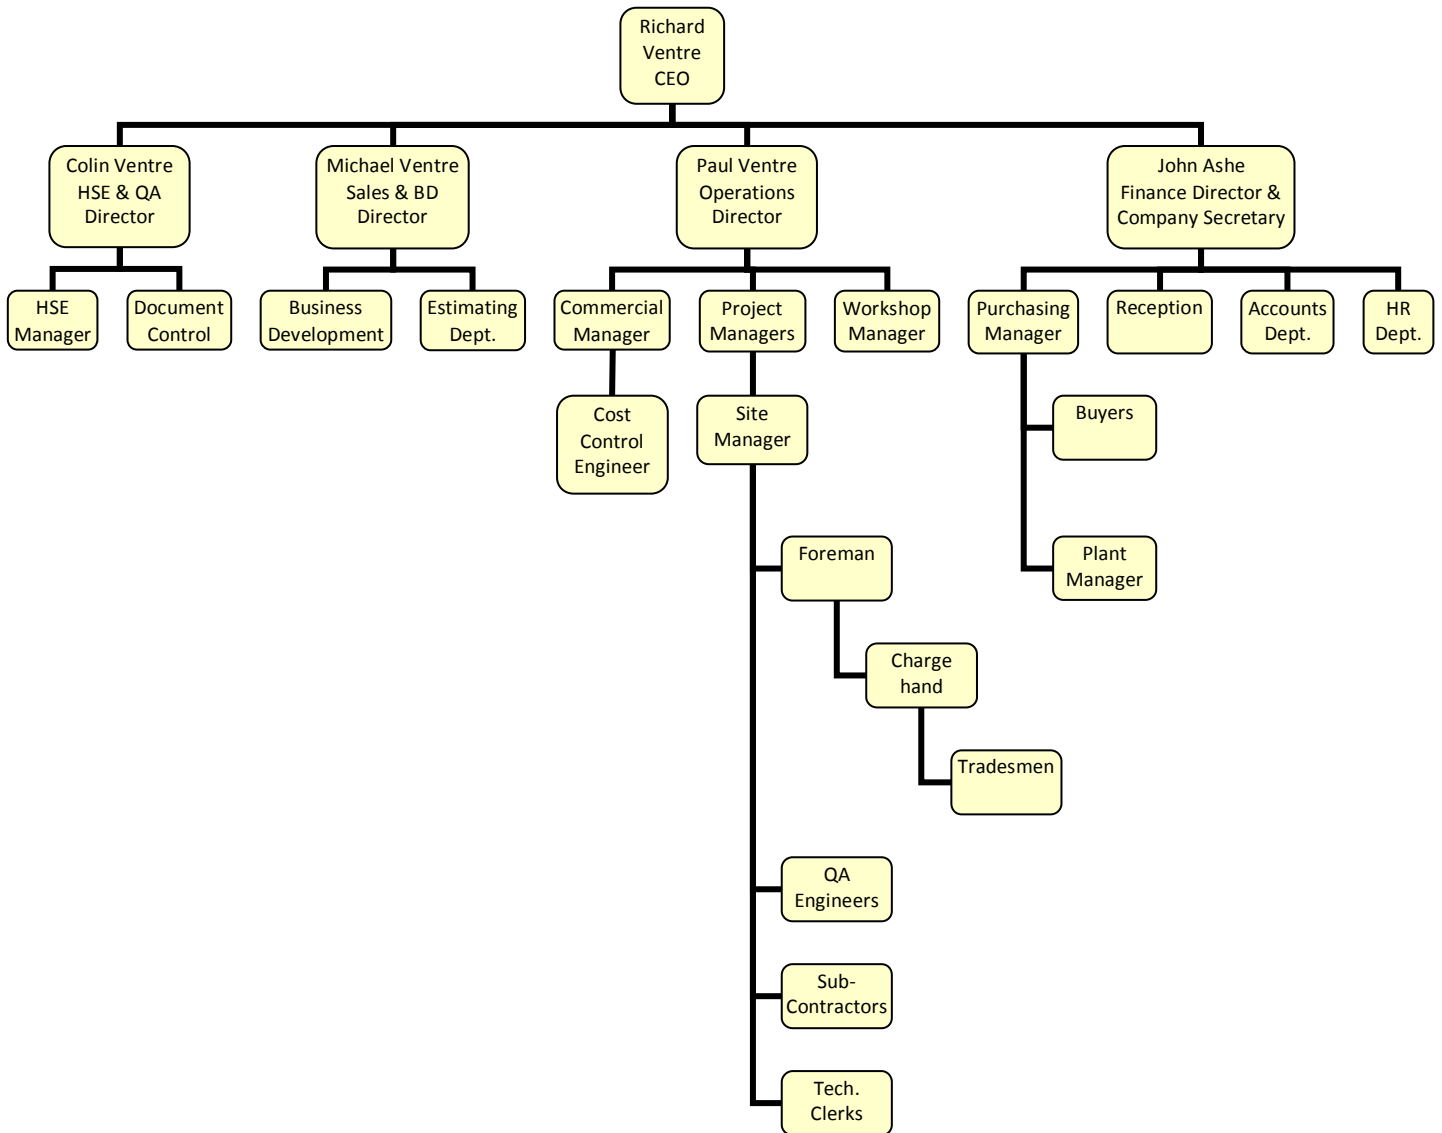 Richard
Ventre
CEO
Colin Ventre
HSE & QA
Director
Michael Ventre
Sales & BD
Director
Paul Ventre
Operations
Director
John Ashe
Finance Director &
Company Secretary
HSE
Manager
Document
Control
Business
Development
Estimating
Dept.
Commercial
Manager
Project
Managers
Workshop
Manager
Purchasing
Manager
Reception
Accounts
Dept.
HR
Dept.
Cost
Control
Engineer
Site
Manager
Buyers
Foreman
Plant
Manager
Charge
hand
Tradesmen
QA
Engineers
Sub-
Contractors
Tech.
Clerks